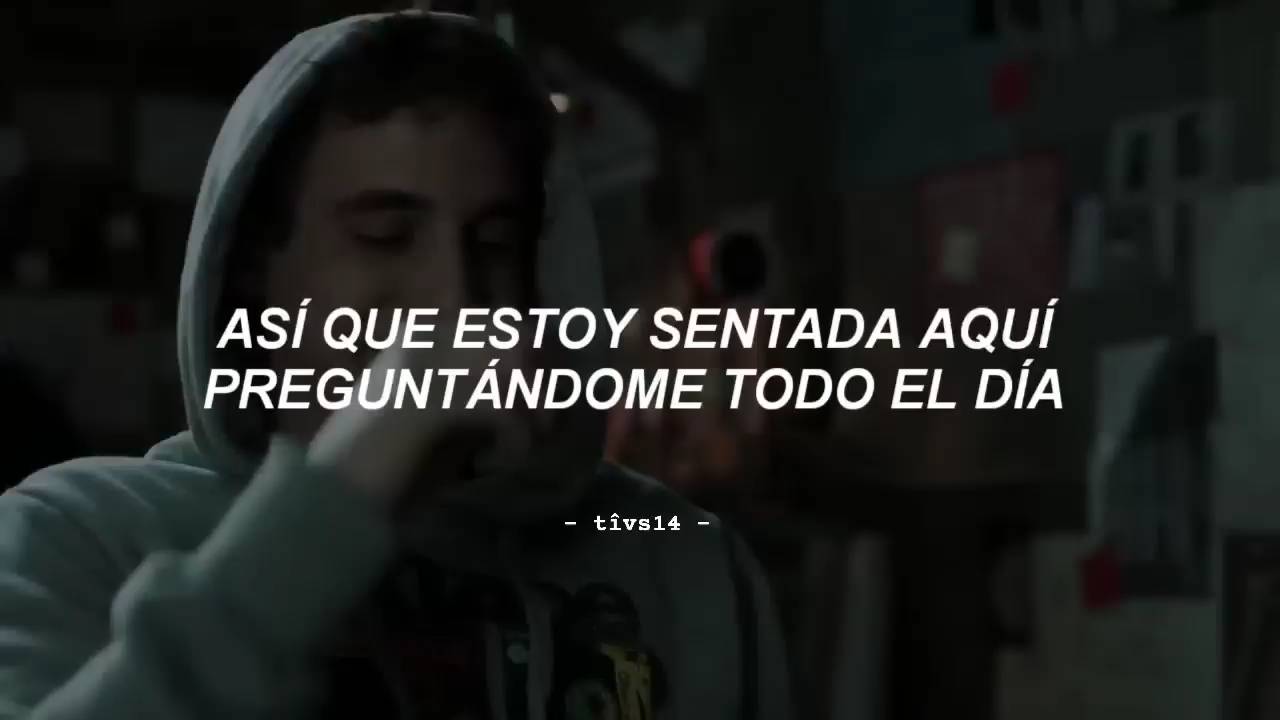 ASÍ QUE ESTOY SENTADA AQUÍ
PREGUNTÁNDOME TODO EL DÍA
- tîvs14 -